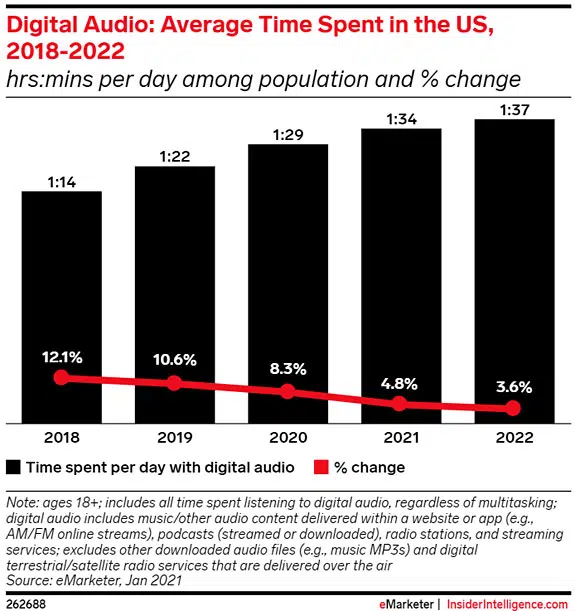 Digital Audio: Average Time Spent in the US,
2018-2022
hrs:mins per day among population and % change
1:14
1:22
1:29
1:34
1:37
12.1%
10.6%
8.3%
4.8%
3.6%
2018
2019
2020
2021
2022
Time spent per day with digital audio
% change
Note: ages 18+; includes all time spent listening to digital audio, regardless of multitasking;
digital audio includes music/other audio content delivered within a website or app (e.g.,
AM/FM online streams), podcasts (streamed or downloaded), radio stations, and streaming
services; excludes other downloaded audio files (e.g., music MP3s) and digital
terrestrial/satellite radio services that are delivered over the air
Source: eMarketer, Jan 2021
262688
eMarketer | InsiderIntelligence.com